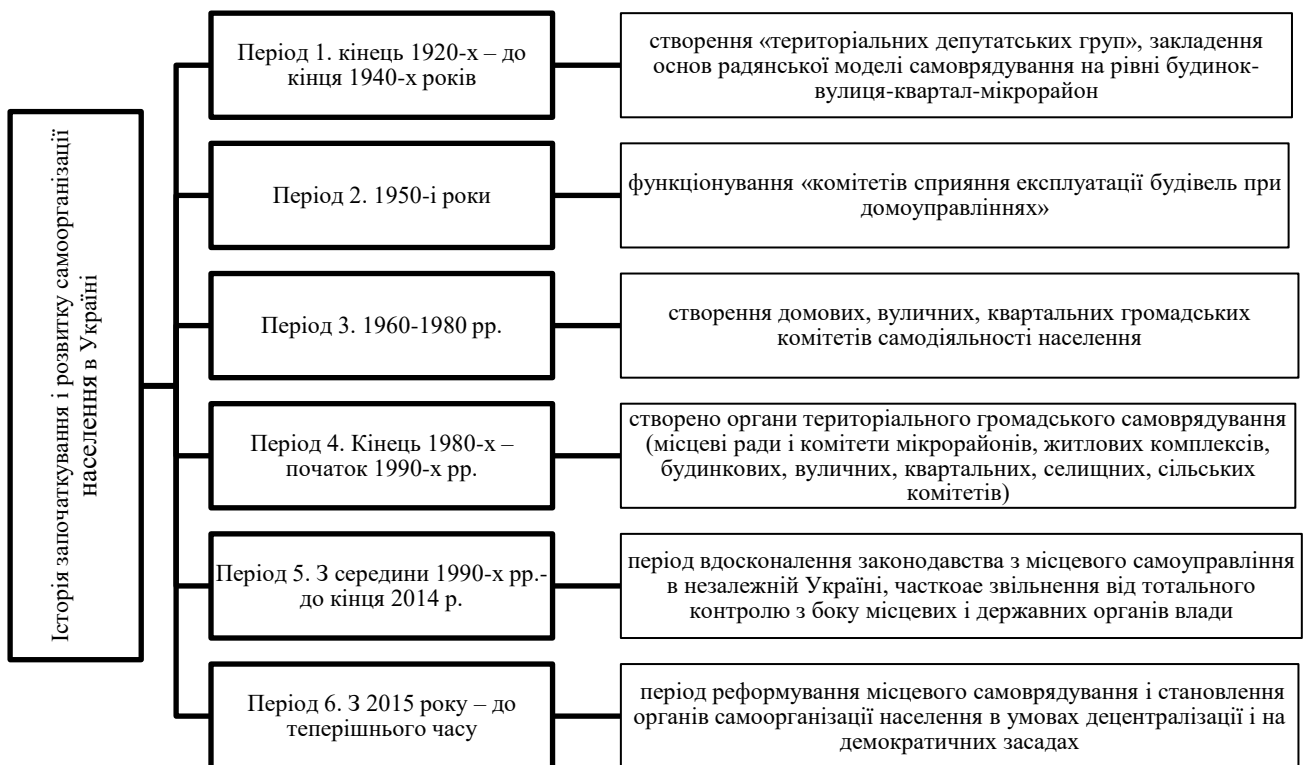 Історія започаткування і розвитку самоорганізації
населення в Україні
Період 1. кінець 1920-х – до
кінця 1940-х років
створення «територіальних депутатських груп», закладення
основ радянської моделі самоврядування на рівні будинок-
вулиця-квартал-мікрорайон
Період 2. 1950-і роки
функціонування «комітетів сприяння експлуатації будівель при
домоуправліннях»
Період 3. 1960-1980 рр.
створення домових, вуличних, квартальних громадських
комітетів самодіяльності населення
Період 4. Кінець 1980-х –
початок 1990-х рр.
створено органи територіального громадського самоврядування
(місцеві ради і комітети мікрорайонів, житлових комплексів,
будинкових, вуличних, квартальних, селищних, сільських
комітетів)
Період 5. З середини 1990-х рр.-
до кінця 2014 р.
період вдосконалення законодавства з місцевого самоуправління
в незалежній Україні, часткоае звільнення від тотального
контролю з боку місцевих і державних органів влади
Період 6. З 2015 року – до
теперішнього часу
період реформування місцевого самоврядування і становлення
органів самоорганізації населення в умовах децентралізації і на
демократичних засадах